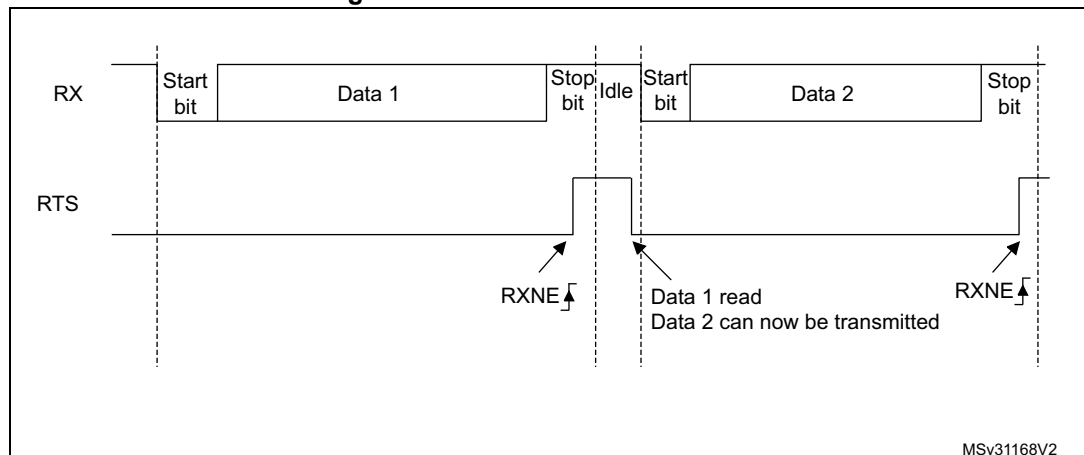 RX
Start
bit
Data 1
Stop
bit
Idle
Start
bit
Data 2
Stop
bit
RTS
RXNE
Data 1 read
Data 2 can now be transmitted
RXNE
MSv31168V2